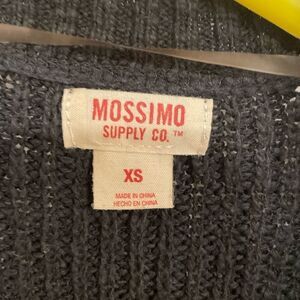 MOSSIMO
SUPPLY CO.™
XS
MADE IN CHINA
HECHO EN CHINA